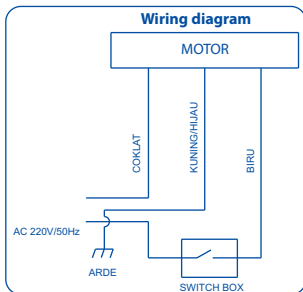 Wiring diagram
MOTOR
COKLAT
KUNING/HIJAU
BIRU
AC 220V/50Hz
ARDE
SWITCH BOX